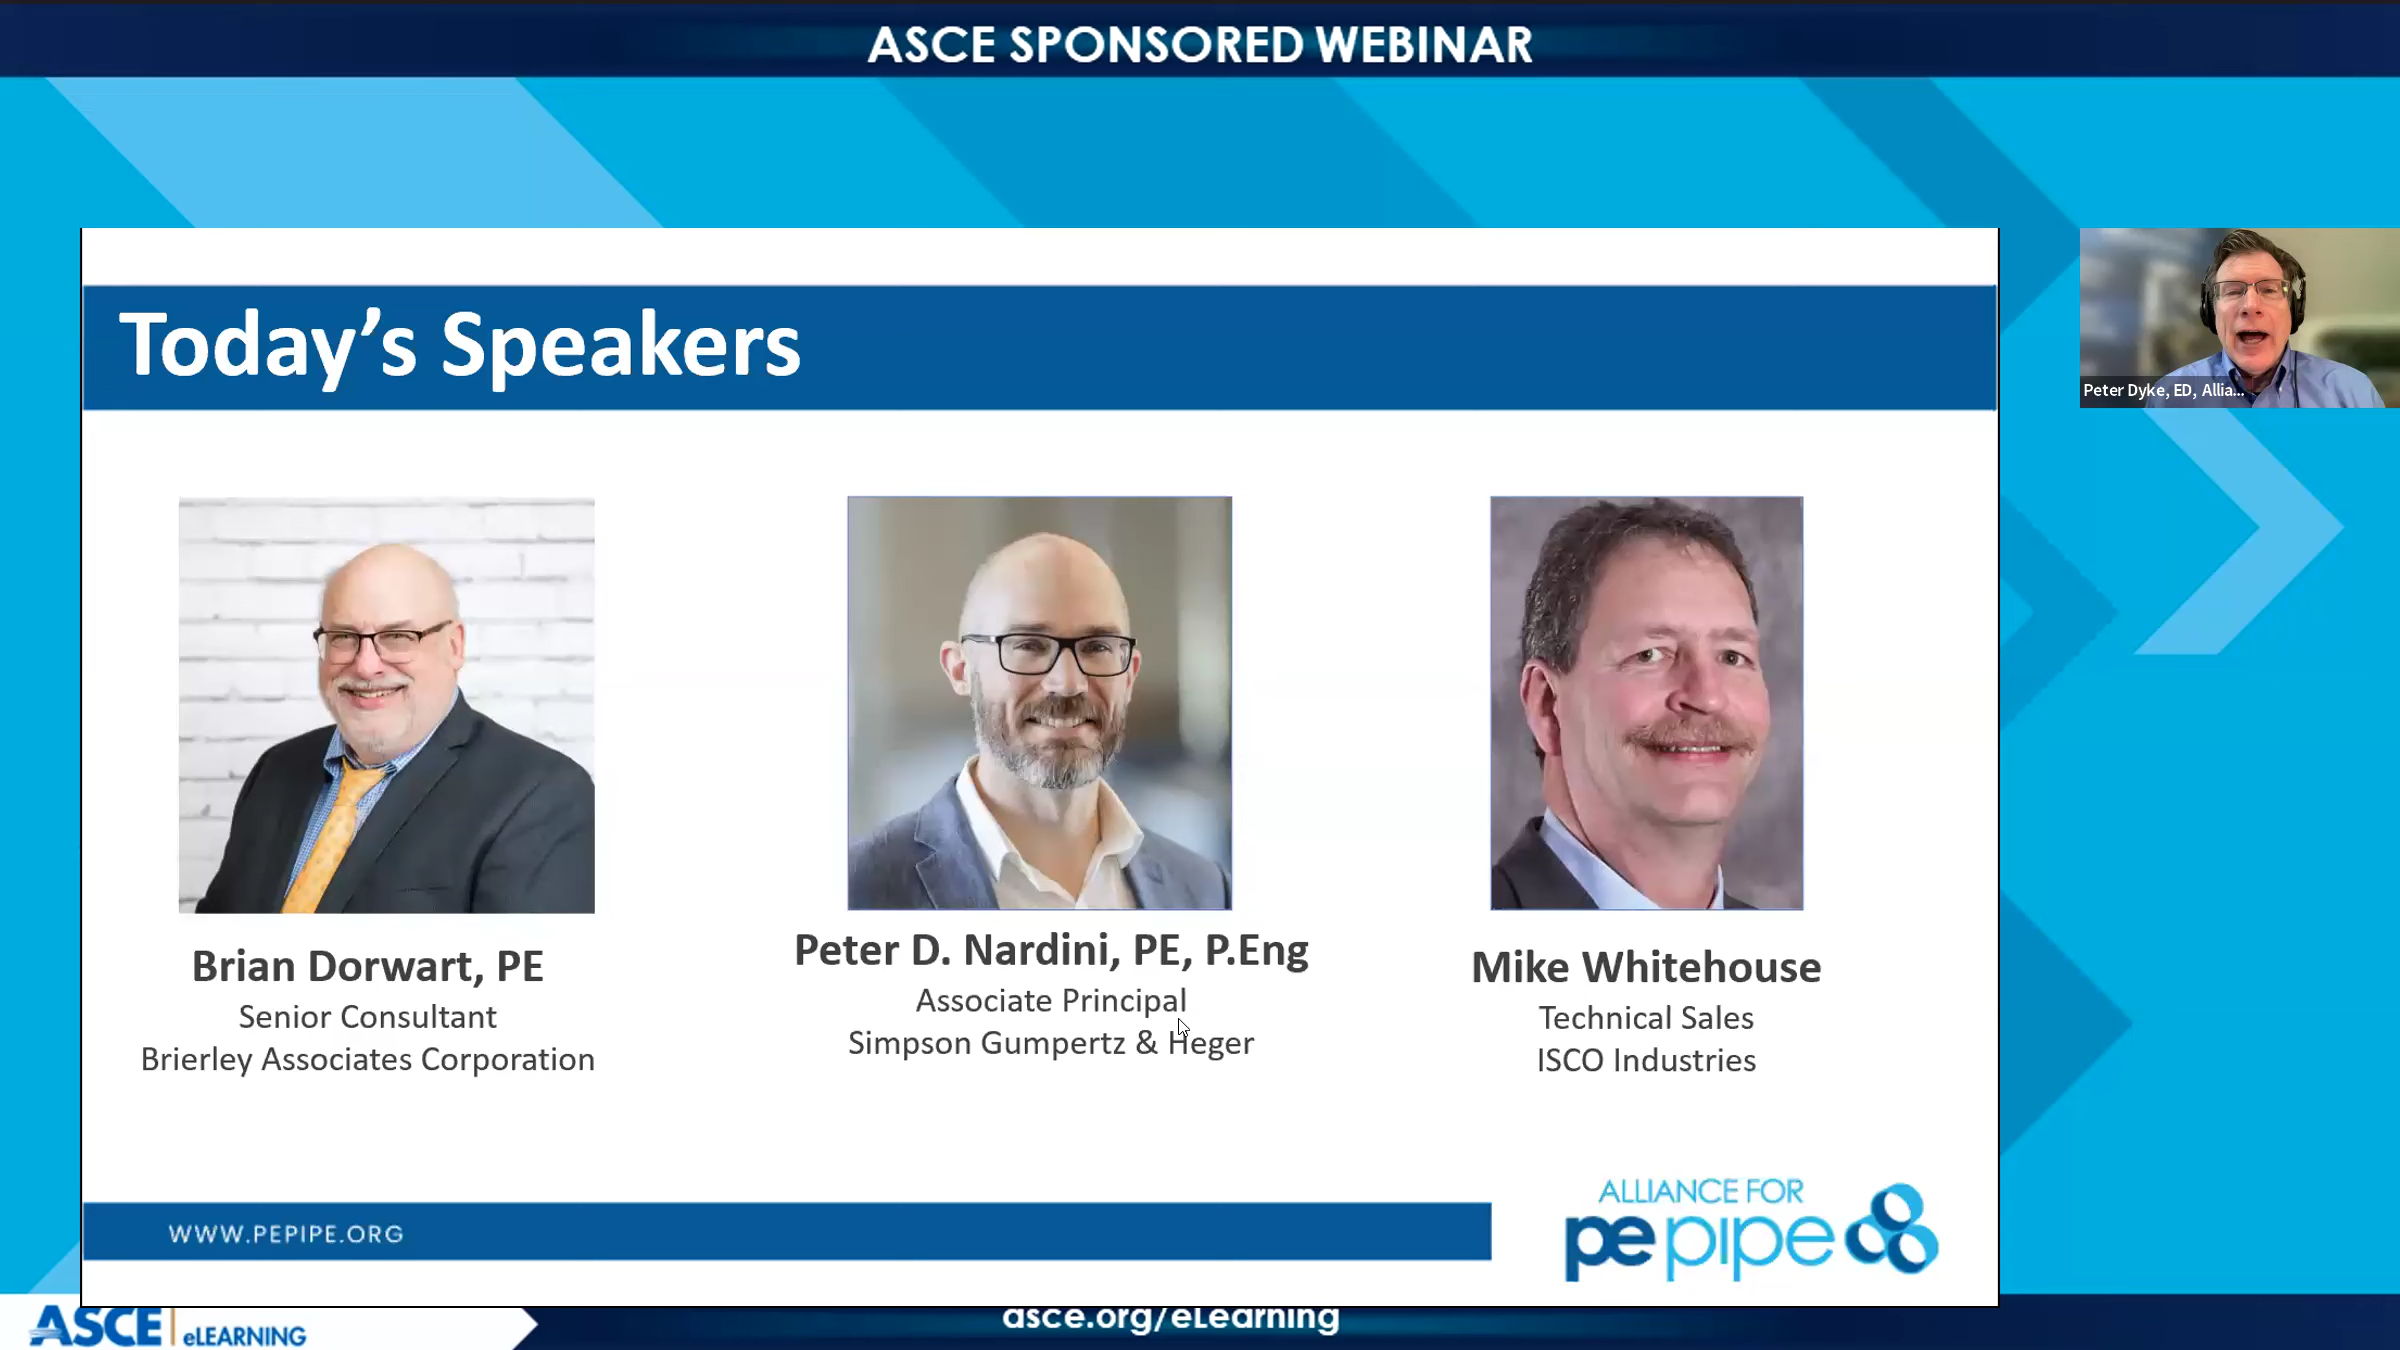 ASCE SPONSORED WEBINAR
Today's Speakers
Peter Dyke, ED, Allia...
Brian Dorwart, PE
Senior Consultant
Brierley Associates Corporation
Peter D. Nardini, PE, P.Eng
Associate Principal
Simpson Gumpertz & Heger
Mike Whitehouse
Technical Sales
ISCO Industries
WWW.PEPIPE.ORG
ALLIANCE FOR
pe pipe
ASCE eLEARNING
asce.org/eLearning